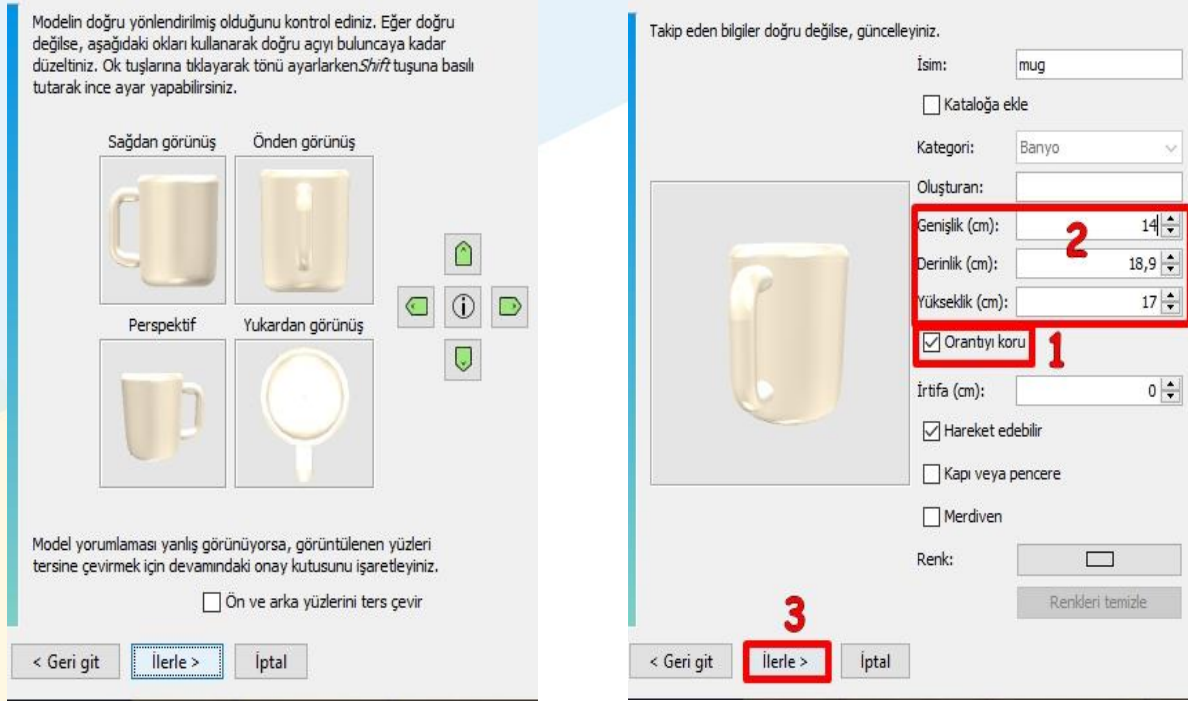 Modelin doğru yönlendirilmiş olduğunu kontrol ediniz. Eğer doğru
değilse, aşağıdaki okları kullanarak doğru açıyı buluncaya kadar
düzeltiniz. Ok tuşlarına tıklayarak tönü ayarlarkenShift tuşuna basılı
tutarak ince ayar yapabilirsiniz.
Sağdan görünüş Önden görünüş
Perspektif Yukardan görünüş
Model yorumlaması yanlış görünüyorsa, görüntülenen yüzleri
tersine çevirmek için devamındaki onay kutusunu işaretleyiniz.
Ön ve arka yüzlerini ters çevir
< Geri git İlerle > İptal
Takip eden bilgiler doğru değilse, güncelleyiniz.
İsim: mug
Kataloğa ekle
Kategori: Banyo
Oluşturan:
Genişlik (cm): 14
2
Derinlik (cm): 18,9
Yükseklik (cm): 17
Orantıyı koru 1
İrtifa (cm): 0
Hareket edebilir
Kapı veya pencere
Merdiven
Renk:
Renkleri temizle
3
< Geri git İlerle > İptal